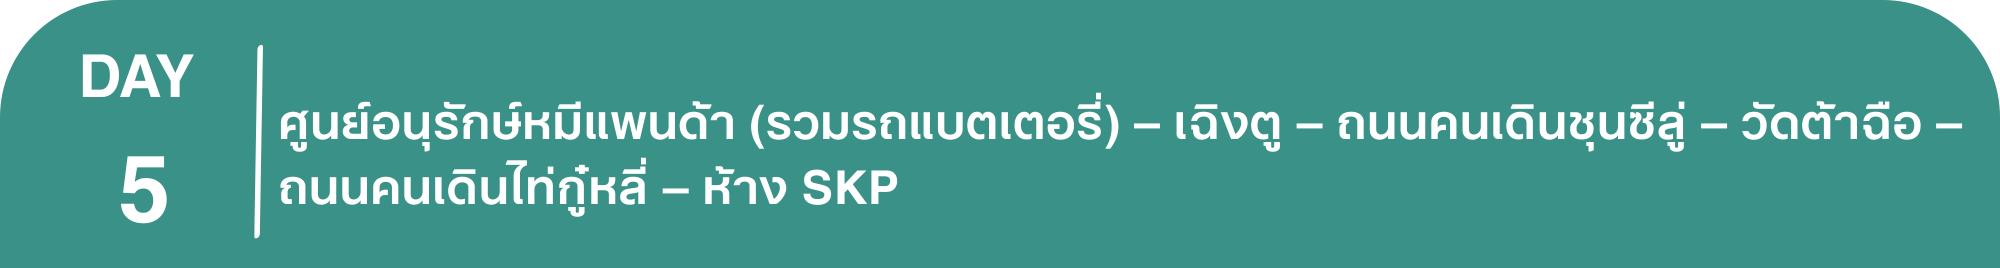 DAY
5
ศูนย์อนุรักษ์หมีแพนด้า (รวมรถแบตเตอรี่) – เฉิงตู – ถนนคนเดินชุนซีลู่ – วัดต้าฉือ –
ถนนคนเดินไท่กู๋หลี่ – ห้าง SKP